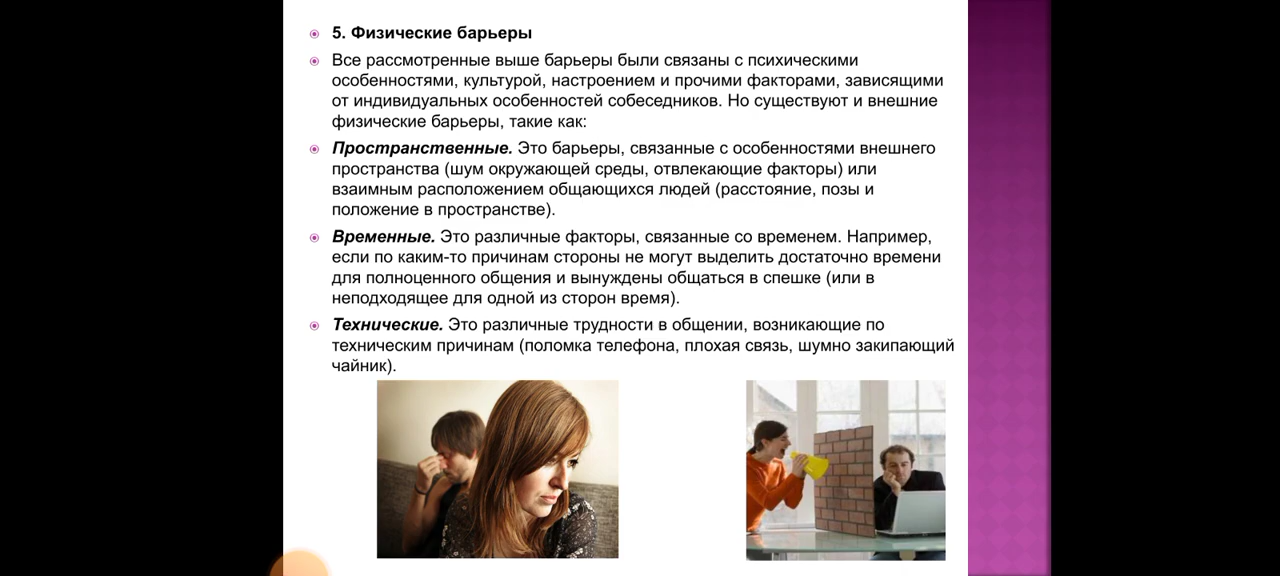 5. Физические барьеры
Все рассмотренные выше барьеры были связаны с психическими
особенностями, культурой, настроением и прочими факторами, зависящими
от индивидуальных особенностей собеседников. Но существуют и внешние
физические барьеры, такие как:
Пространственные. Это барьеры, связанные с особенностями внешнего
пространства (шум окружающей среды, отвлекающие факторы) или
взаимным расположением общающихся людей (расстояние, позы и
положение в пространстве).
Временные. Это различные факторы, связанные со временем. Например,
если по каким-то причинам стороны не могут выделить достаточно времени
для полноценного общения и вынуждены общаться в спешке (или в
неподходящее для одной из сторон время).
Технические. Это различные трудности в общении, возникающие по
техническим причинам (поломка телефона, плохая связь, шумно закипающий
чайник).